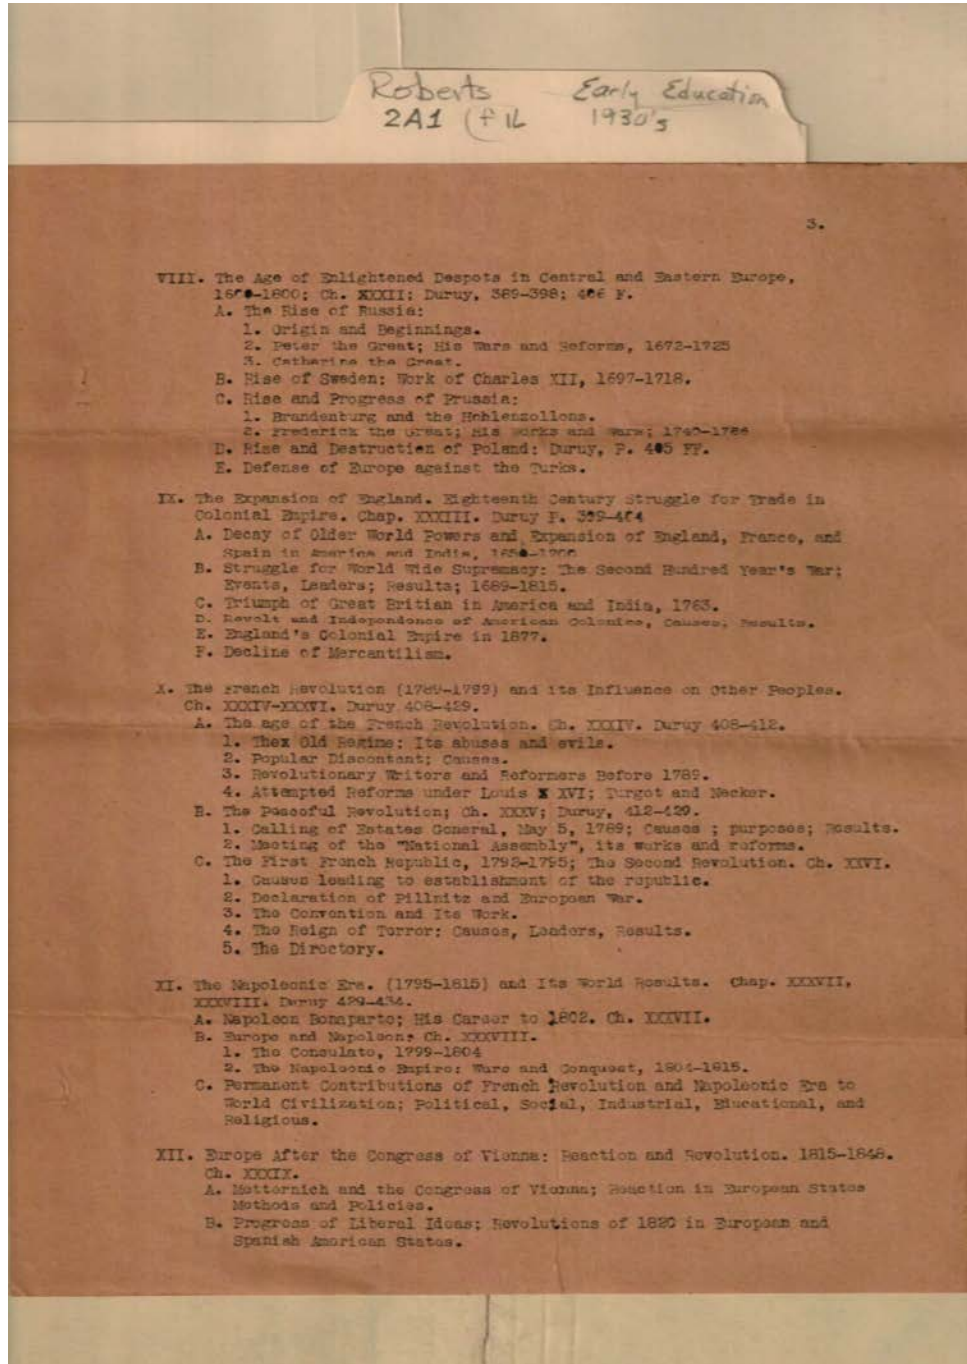 Roberts Early Education
2A1 (f 1L 1930's
3.
VIII. The Age of Enlightened Despots in Central and Eastern Europe,
-1800; Ch. XXXII; Duruy, 389-398; 406 F.
A. The Rise of Russia:
1. Origin and Beginnings.
2. Peter the Great; His Wars and Reforms, 1672-1725
3. Catharine the Great.
B. Rise of Sweden: Work of Charles XII, 1697-1718.
C. Rise and Progress of Prussia:
1. Brandenburg and the Hohlenzollons.
2. Frederick the Great; His Works and Wars; 1740-1786
D. Rise and Destruction of Poland: Duruy, P. 405 FF.
E. Defense of Europe against the Turks.
IX. The Expansion of England. Eighteenth Century Struggle for Trade in
Colonial Empire. Chap. XXXIII. Duruy P. 399-404
A. Decay of Older World Powers and Expansion of England, France, and
Spain in America and India,
B. Struggle for World Wide Supremacy: The Second Hundred Year's War;
Events, Leaders; Results; 1689-1815.
C. Triumph of Great Britian in America and India, 1763.
D. Revolt and Independence of American Colonies, Causes; Results.
E. England's Colonial Empire in 1877.
F. Decline of Mercantilism.
X. The French Revolution (1789-1799) and its Influence on Other Peoples.
Ch. XXXIV-XXXVI. Duruy 408-429.
A. The age of the French Revolution. Ch. XXXIV. Duruy 408-412.
1. Thex Old Regime: Its abuses and evils.
2. Popular Discontent; Causes.
3. Revolutionary Writers and Reformers Before 1789.
4. Attempted Reforms under Louis X XVI; Turgot and Necker.
B. The Peaceful Revolution; Ch. XXXV; Duruy, 412-429.
1. Calling of Estates General, May 5, 1789; Causes ; purposes; Results.
2. Meeting of the "National Assembly", its works and reforms.
C. The First French Republic, 1792-1795; The Second Revolution. Ch. XXVI.
1. Causes leading to establishment of the republic.
2. Declaration of Pillnitz and European War.
3. The Convention and Its Work.
4. The Reign of Terror: Causes, Leaders, Results.
5. The Directory.
XI. The Napoleonic Era. (1795-1815) and Its World Results. Chap. XXXVII,
XXXVIII. Duruy 429-434.
A. Napoleon Bonaparte; His Career to 1802. Ch. XXXVII.
B. Europe and Napoleon; Ch. XXXVIII.
1. The Consulate, 1799-1804
2. The Napoleonic Empire: Wars and Conquest, 1804-1815.
C. Permanent Contributions of French Revolution and Napoleonic Era to
World Civilization; Political, Social, Industrial, Educational, and
Religious.
XII. Europe After the Congress of Vienna: Reaction and Revolution. 1815-1848.
Ch. XXXIX.
A. Metternich and the Congress of Vienna; Reaction in European States
Methods and Policies.
B. Progress of Liberal Ideas; Revolutions of 1820 in European and
Spanish American States.